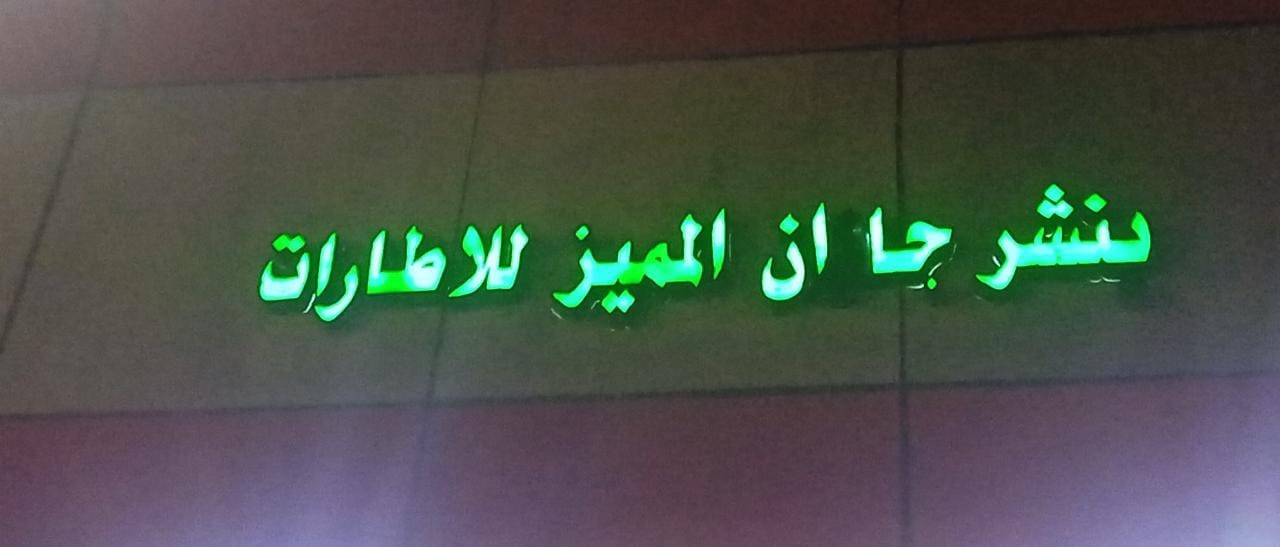 بنشر جا ان المميز للاطارات